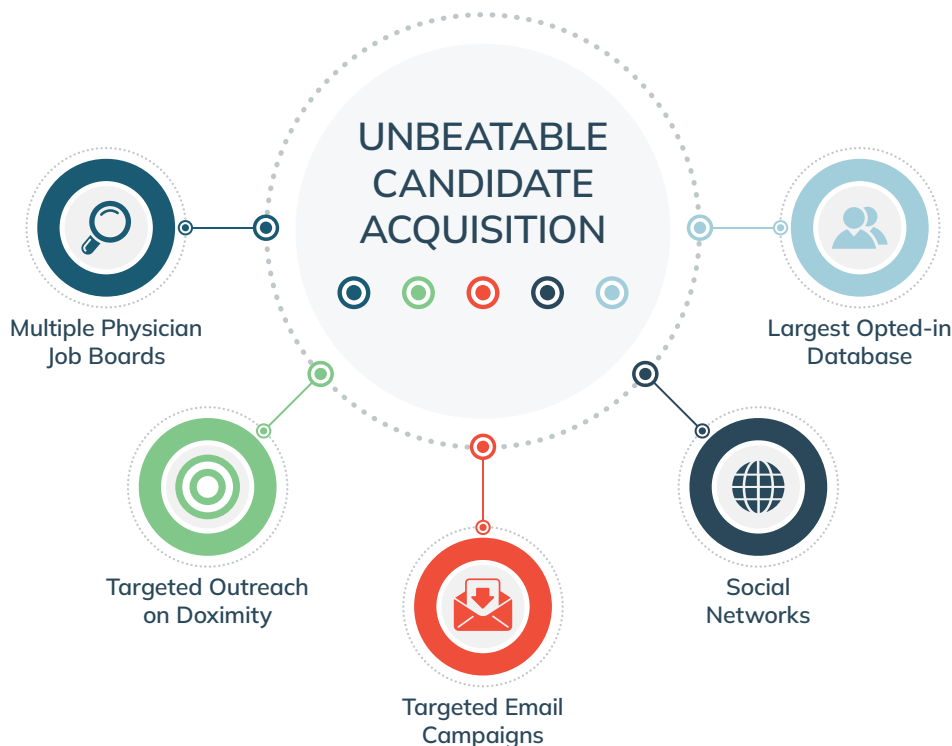 UNBEATABLE
CANDIDATE
ACQUISITION
Multiple Physician
Job Boards
Largest Opted-in
Database
Targeted Outreach
on Doximity
Social
Networks
Targeted Email
Campaigns